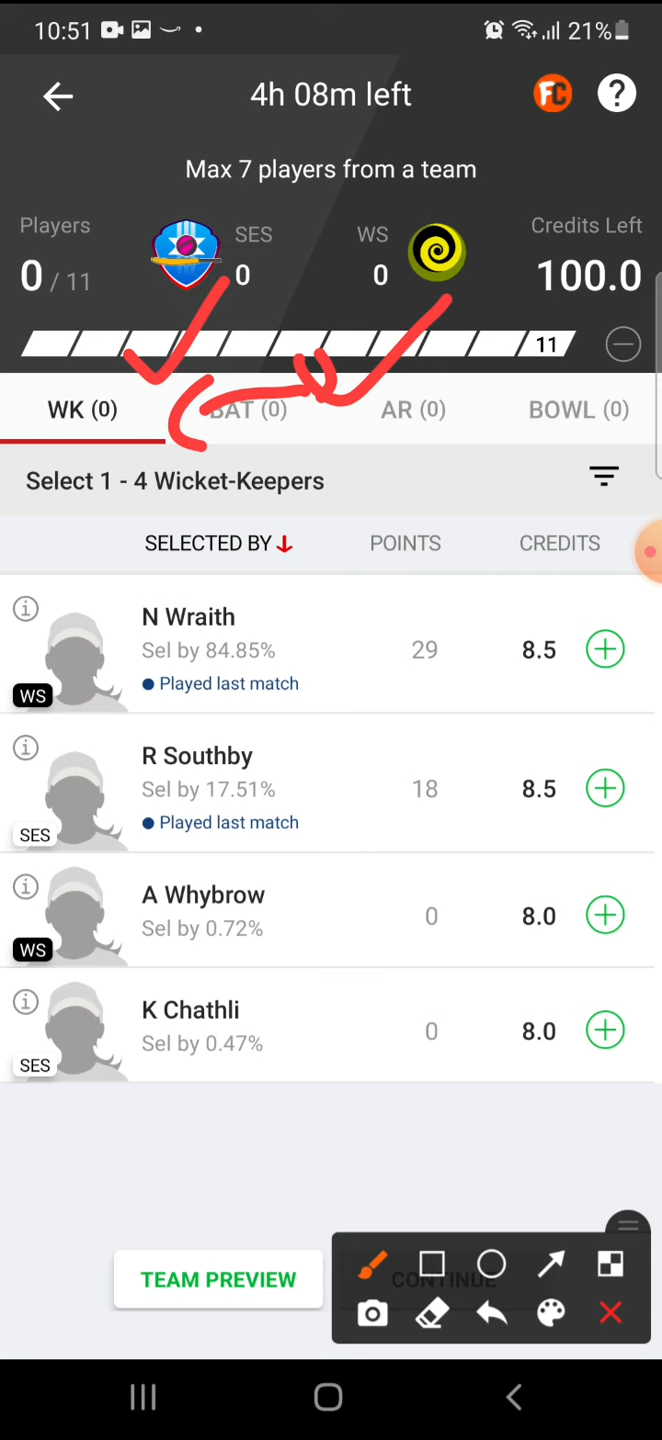 10:51 21%
4h 08m left FC ?
Max 7 players from a team
Players SES WS Credits Left
0 / 11 0 0 100.0
11
WK (0) BAT (0) AR (0) BOWL (0)
Select 1 - 4 Wicket-Keepers
SELECTED BY POINTS CREDITS
N Wraith
Sel by 84.85% 29 8.5
WS Played last match
R Southby
Sel by 17.51% 18 8.5
SES Played last match
A Whybrow
Sel by 0.72% 0 8.0
WS
K Chathli
Sel by 0.47% 0 8.0
SES
TEAM PREVIEW CONTINUE